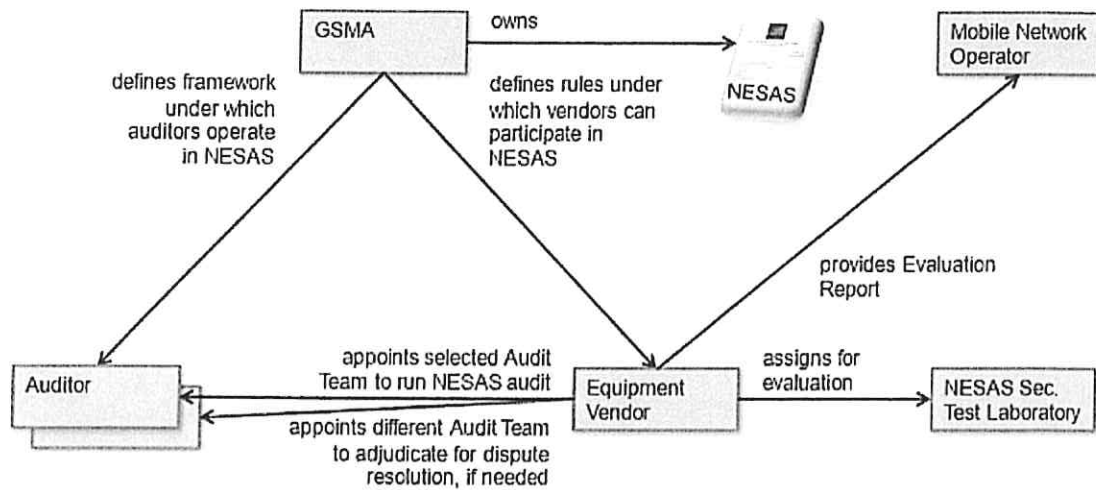 GSMA
owns
NESAS
Mobile Network
Operator
defines framework
under which
auditors operate
in NESAS
defines rules under
which vendors can
participate in
NESAS
provides Evaluation
Report
Auditor
appoints selected Audit
Team to run NESAS audit
appoints different Audit Team
to adjudicate for dispute
resolution, if needed
Equipment
Vendor
assigns for
evaluation
NESAS Sec.
Test Laboratory